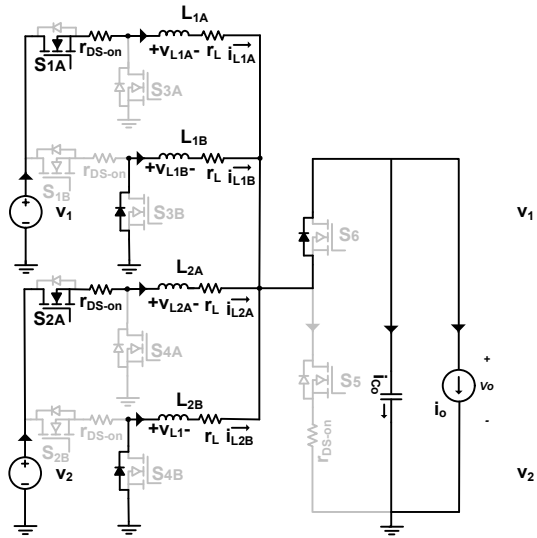 L1A
rDS-on +vL1A- rL iL1A
S1A
S3A
L1B
rDS-on +vL1B- rL iL1B
S1B
S3B
v1
v1
S6
L2A
rDS-on +vL2A- rL iL2A
S2A
S4A
S5
iCo
io
+
Vo
-
L2B
rDS-on +vL1- rL iL2B
S2B
S4B
rDS-on
v2
v2